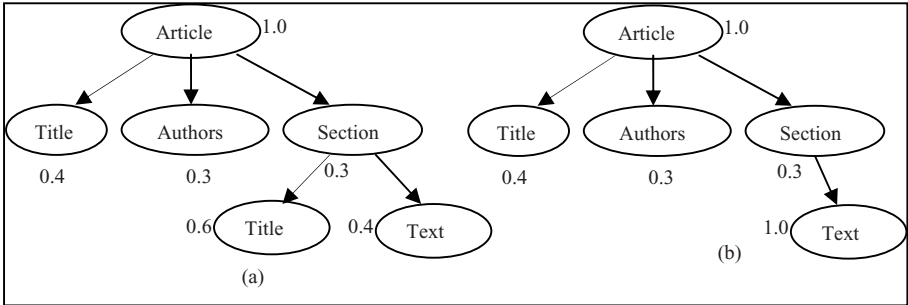 Article 1.0 Article 1.0
Title Authors Section Title Authors Section
0.4 0.3 0.3 0.4 0.3 0.3
0.6 Title 0.4 Text 1.0 Text
(a) (b)